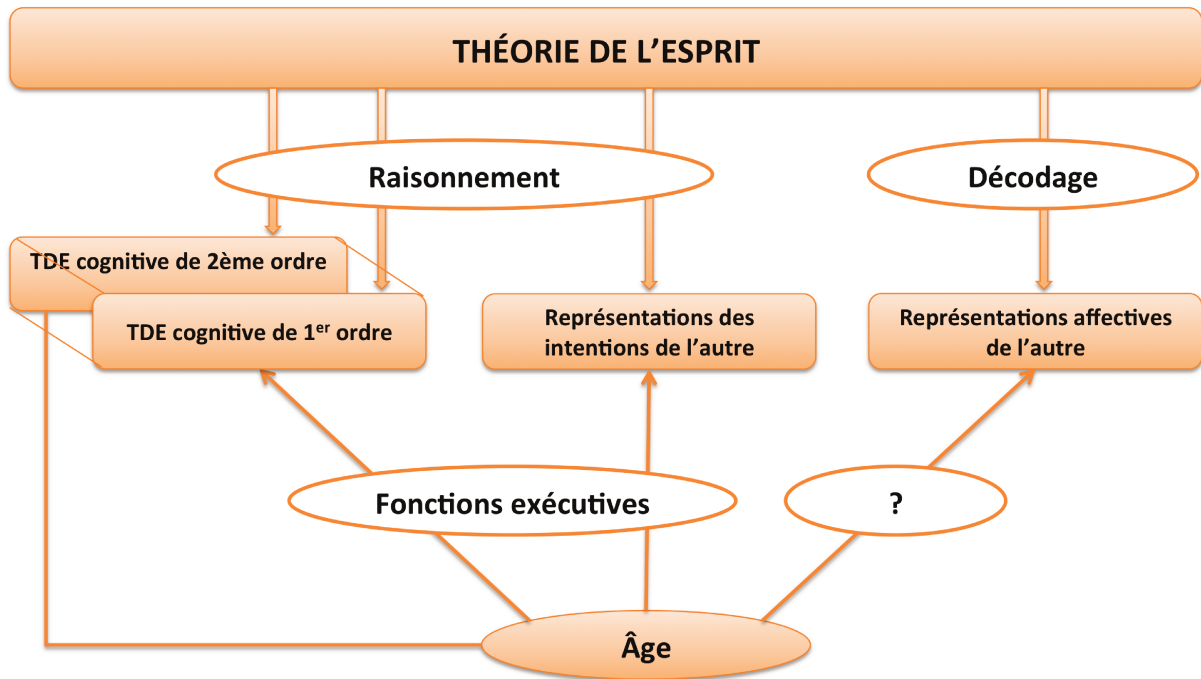 THÉORIE DE L’ESPRIT
Raisonnement
Décodage
TDE cognitive de 2ème ordre
TDE cognitive de 1er ordre
Représentations des
intentions de l’autre
Représentations affectives
de l’autre
Fonctions exécutives
?
Âge